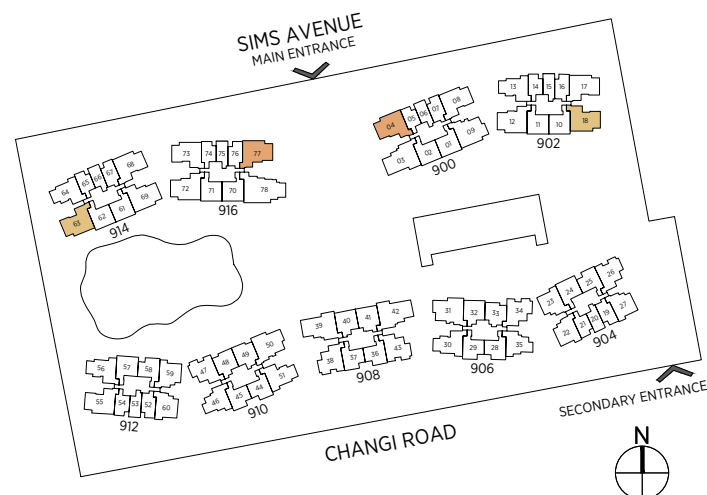 SIMS AVENUE
MAIN ENTRANCE
04 05 06 07 08
03 02 01 09
900
13 14 15 16 17
12 11 10 18
902
64 65 66 67 68
63 62 61 69
914
73 74 75 76 77
72 71 70 78
916
23 24 25 26
22 21 20 19 27
904
31 32 33 34
30 29 28 35
906
39 40 41 42
38 37 36 43
908
47 48 49 50
46 45 44 51
910
56 57 58 59
55 54 53 52 60
912
SECONDARY ENTRANCE
CHANGI ROAD
N